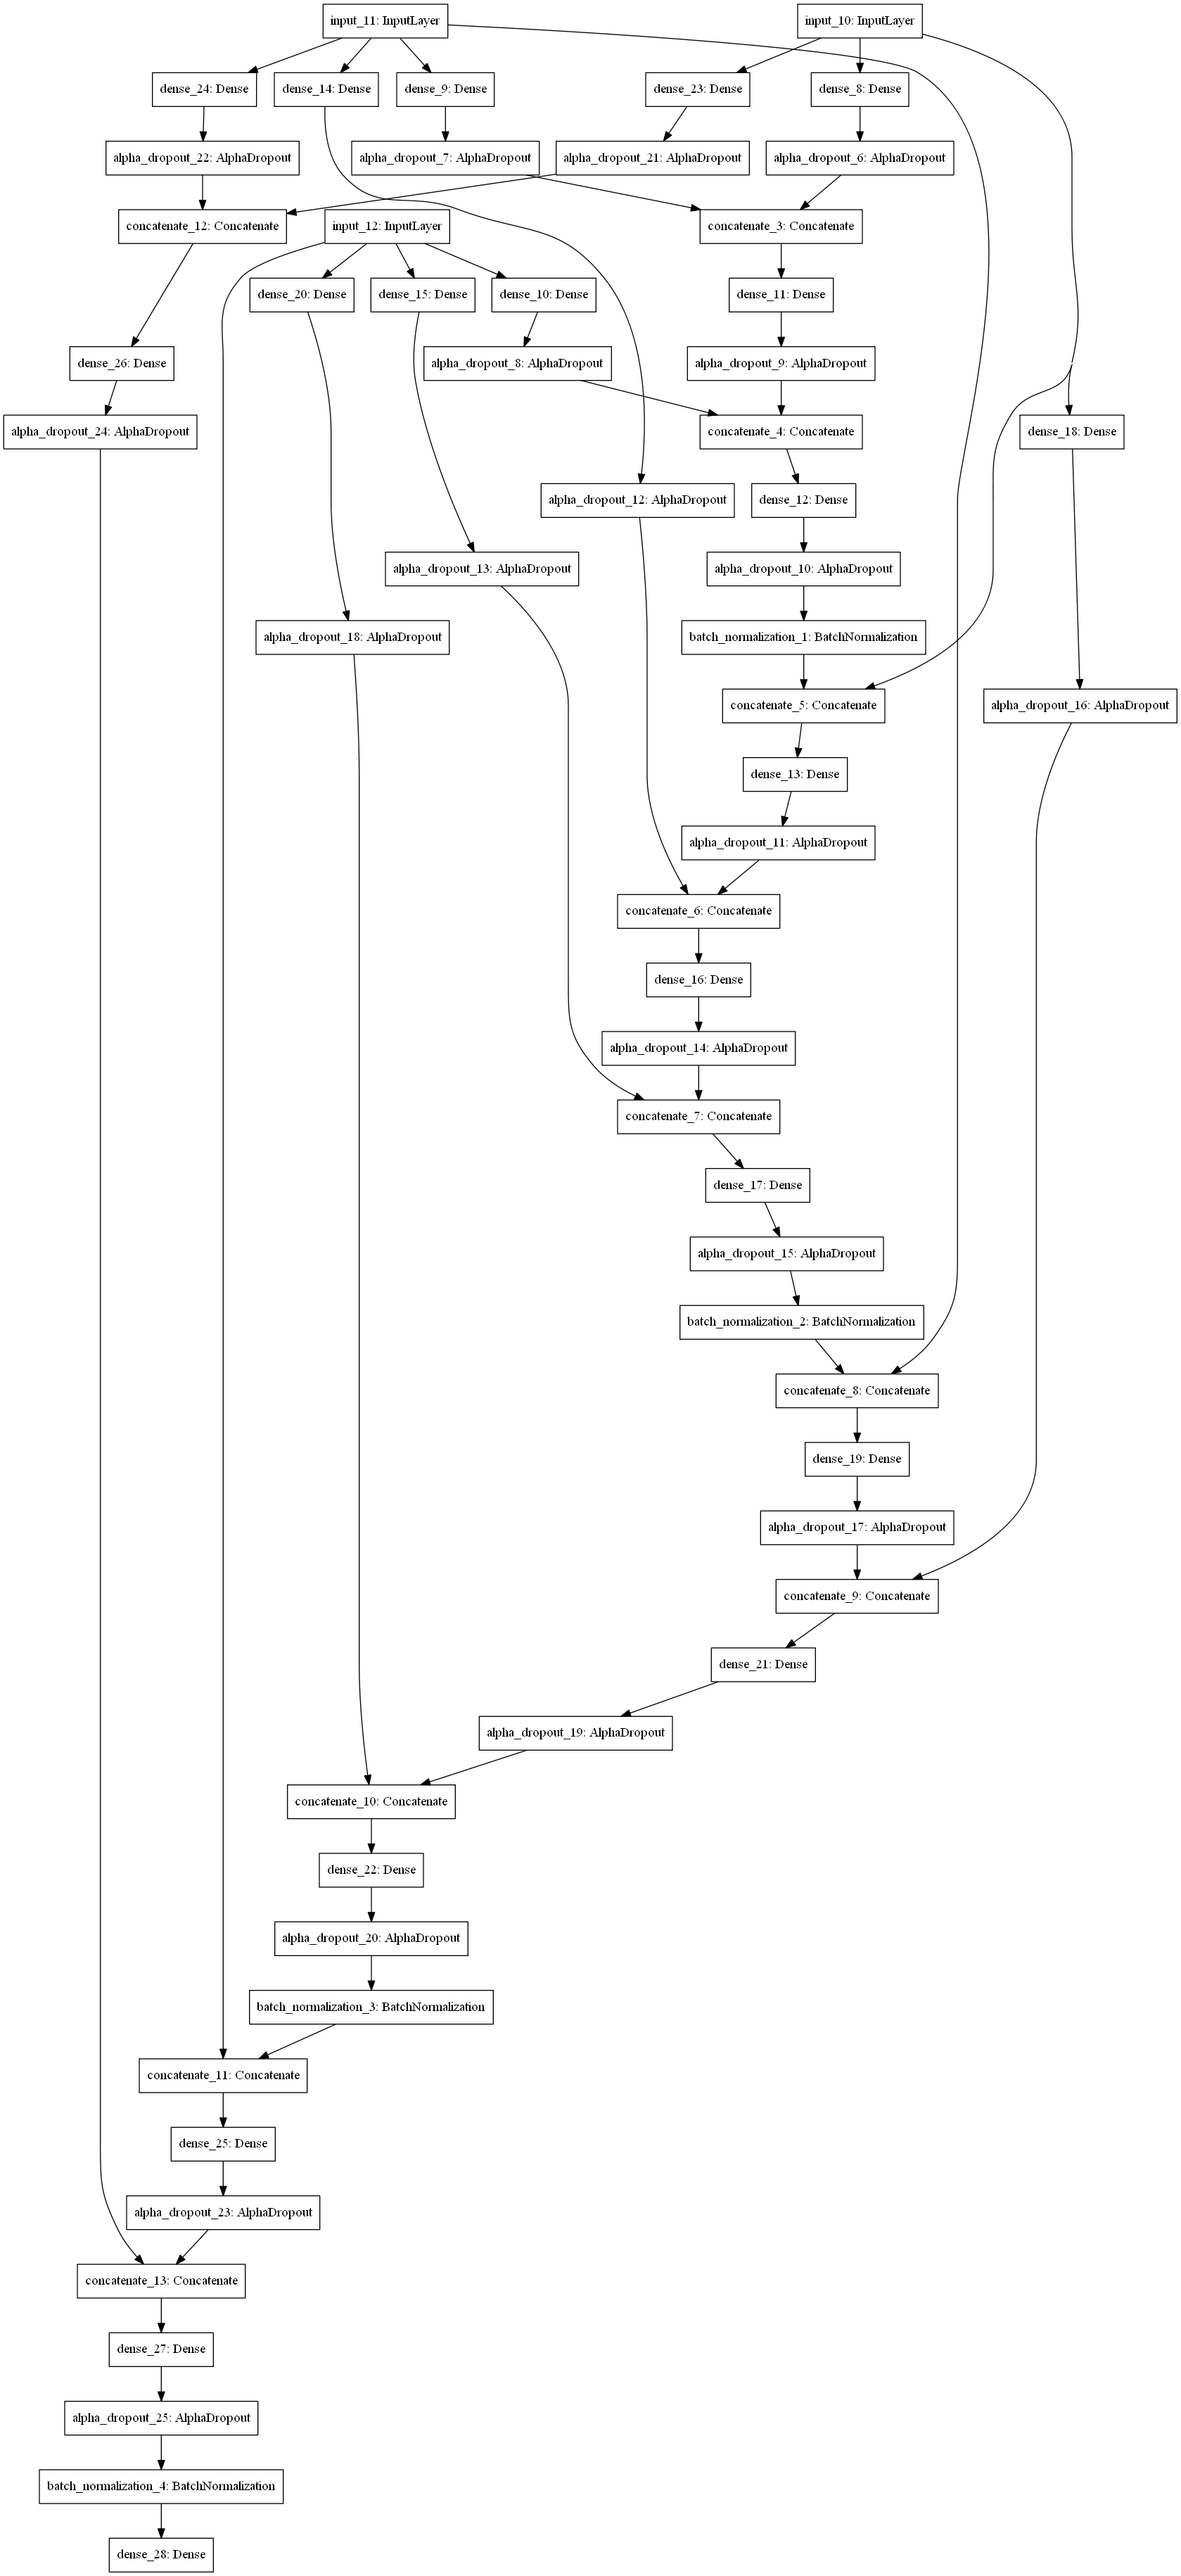 input_11: InputLayer
input_10: InputLayer
dense_24: Dense
dense_14: Dense
dense_9: Dense
dense_23: Dense
dense_8: Dense
alpha_dropout_22: AlphaDropout
alpha_dropout_7: AlphaDropout
alpha_dropout_21: AlphaDropout
alpha_dropout_6: AlphaDropout
concatenate_12: Concatenate
input_12: InputLayer
concatenate_3: Concatenate
dense_20: Dense
dense_15: Dense
dense_10: Dense
dense_11: Dense
dense_26: Dense
alpha_dropout_8: AlphaDropout
alpha_dropout_9: AlphaDropout
alpha_dropout_24: AlphaDropout
concatenate_4: Concatenate
dense_18: Dense
alpha_dropout_12: AlphaDropout
dense_12: Dense
alpha_dropout_13: AlphaDropout
alpha_dropout_10: AlphaDropout
alpha_dropout_18: AlphaDropout
batch_normalization_1: BatchNormalization
concatenate_5: Concatenate
alpha_dropout_16: AlphaDropout
dense_13: Dense
alpha_dropout_11: AlphaDropout
concatenate_6: Concatenate
dense_16: Dense
alpha_dropout_14: AlphaDropout
concatenate_7: Concatenate
dense_17: Dense
alpha_dropout_15: AlphaDropout
batch_normalization_2: BatchNormalization
concatenate_8: Concatenate
dense_19: Dense
alpha_dropout_17: AlphaDropout
concatenate_9: Concatenate
dense_21: Dense
alpha_dropout_19: AlphaDropout
concatenate_10: Concatenate
dense_22: Dense
alpha_dropout_20: AlphaDropout
batch_normalization_3: BatchNormalization
concatenate_11: Concatenate
dense_25: Dense
alpha_dropout_23: AlphaDropout
concatenate_13: Concatenate
dense_27: Dense
alpha_dropout_25: AlphaDropout
batch_normalization_4: BatchNormalization
dense_28: Dense